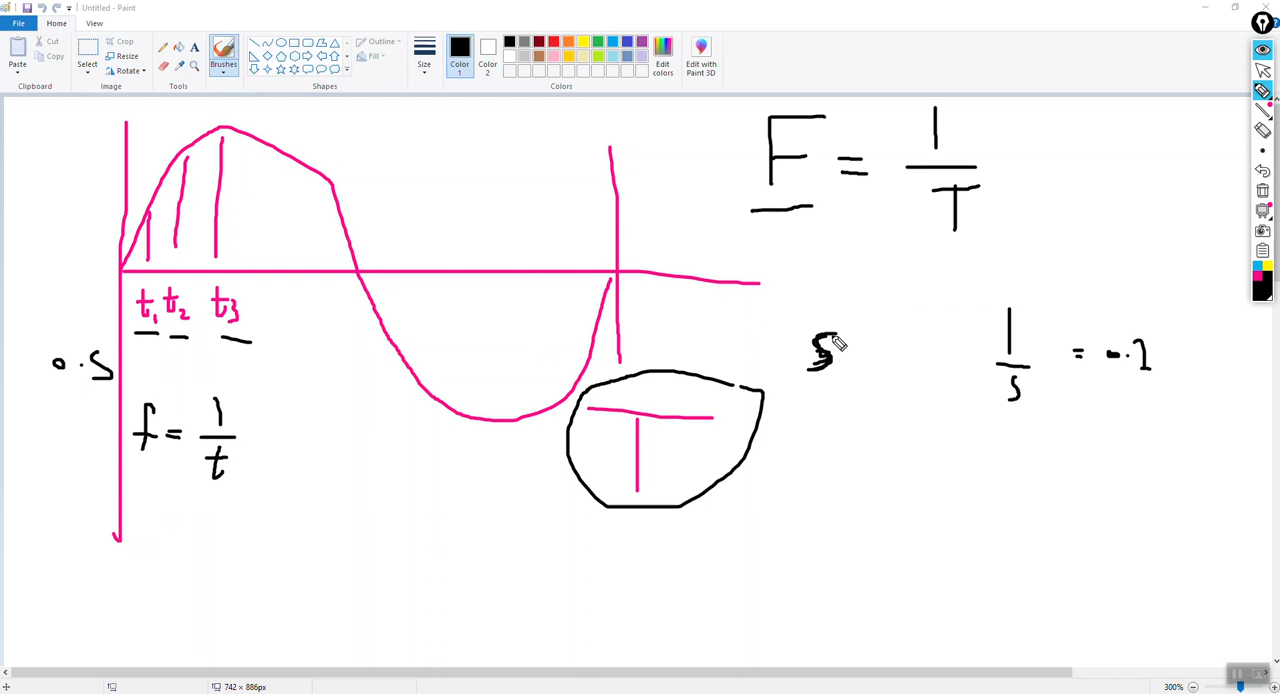 Untitled - Paint
File Home View
Paste Cut Copy Clipboard
Select Crop Resize Rotate Image
Tools
Brushes
Shapes Outline Fill
Size
Color 1 Color 2 Edit colors Colors
Edit with Paint 3D
F = 1/T
t1 t2 t3
0.5
f = 1/t
T
5
1/5 = 0.2
742 × 886px
300%